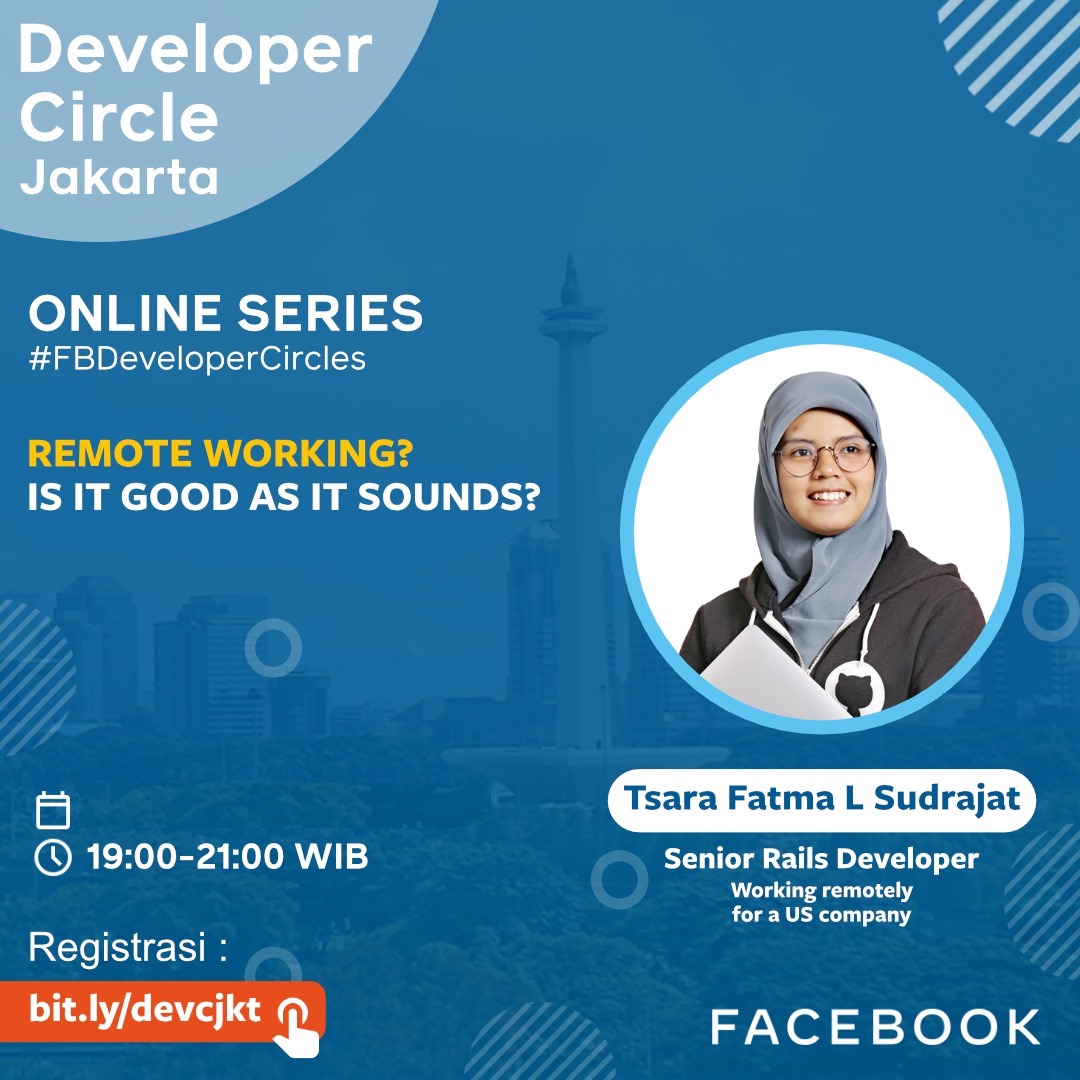 Developer
Circle
Jakarta
ONLINE SERIES
#FBDeveloperCircles
REMOTE WORKING?
IS IT GOOD AS IT SOUNDS?
Tsara Fatma L Sudrajat
Senior Rails Developer
Working remotely
for a US company
19:00-21:00 WIB
Registrasi :
bit.ly/devcjkt
FACEBOOK